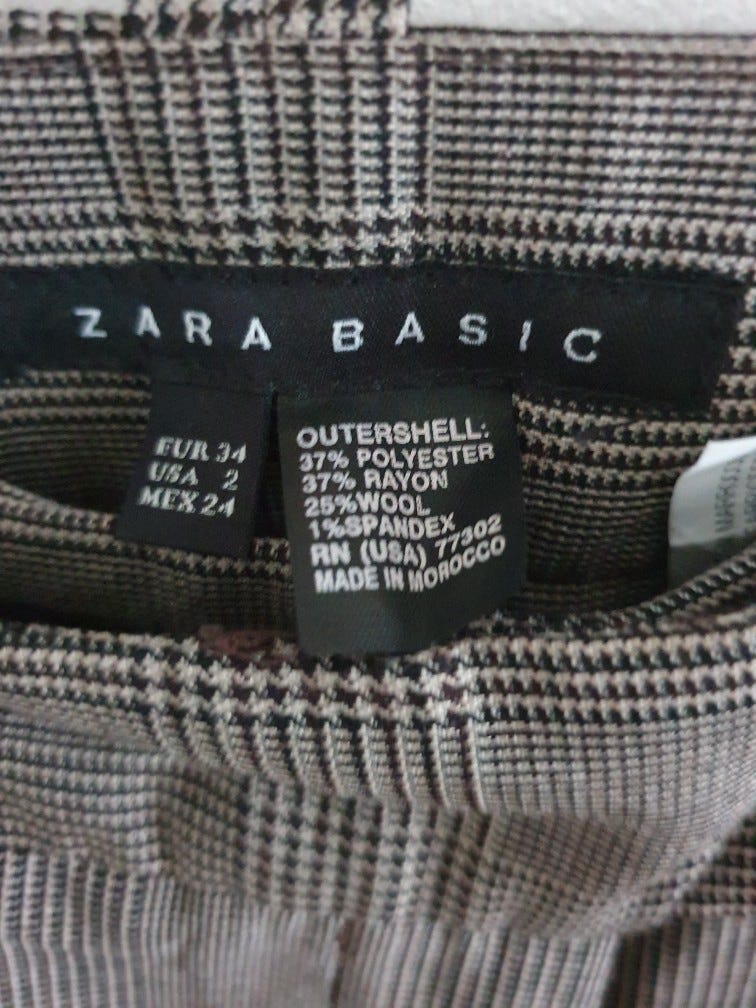 ZARA BASIC
EUR 34
USA 2
MEX 24
OUTERSHELL:
37% POLYESTER
37% RAYON
25%WOOL
1%SPANDEX
RN (USA) 77302
MADE IN MOROCCO